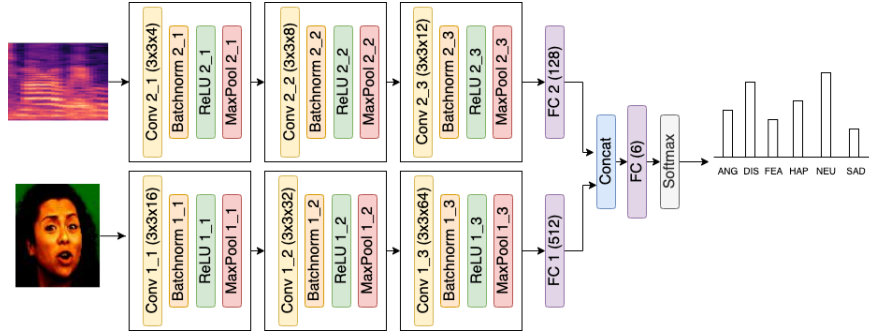 Conv 2_1 (3x3x4)
Batchnorm 2_1
ReLU 2_1
MaxPool 2_1
Conv 2_2 (3x3x8)
Batchnorm 2_2
ReLU 2_2
MaxPool 2_2
Conv 2_3 (3x3x12)
Batchnorm 2_3
ReLU 2_3
MaxPool 2_3
FC 2 (128)
Conv 1_1 (3x3x16)
Batchnorm 1_1
ReLU 1_1
MaxPool 1_1
Conv 1_2 (3x3x32)
Batchnorm 1_2
ReLU 1_2
MaxPool 1_2
Conv 1_3 (3x3x64)
Batchnorm 1_3
ReLU 1_3
MaxPool 1_3
FC 1 (512)
Concat
FC (6)
Softmax
ANG DIS FEA HAP NEU SAD